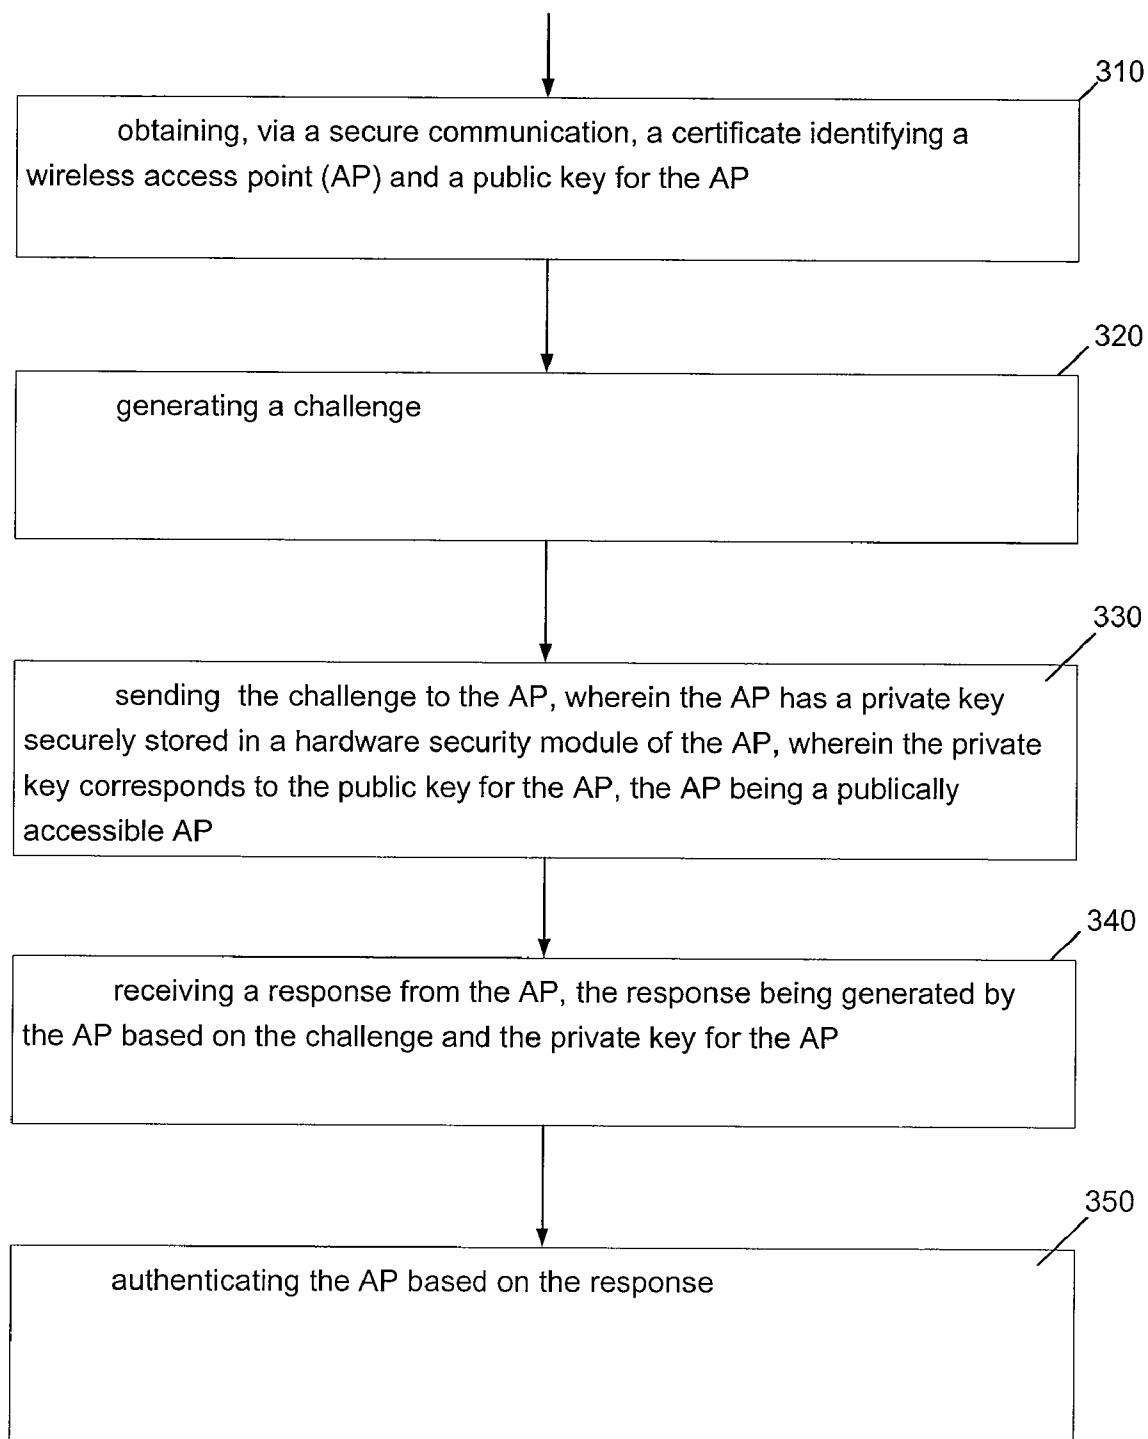 310
obtaining, via a secure communication, a certificate identifying a
wireless access point (AP) and a public key for the AP
320
generating a challenge
330
sending the challenge to the AP, wherein the AP has a private key
securely stored in a hardware security module of the AP, wherein the private
key corresponds to the public key for the AP, the AP being a publically
accessible AP
340
receiving a response from the AP, the response being generated by
the AP based on the challenge and the private key for the AP
350
authenticating the AP based on the response